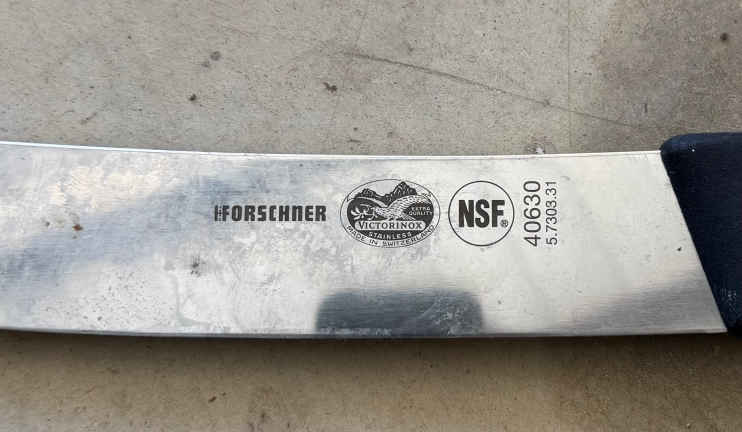 FORSCHNER
EXTRA
QUALITY
VICTORINOX
STAINLESS
MADE IN SWITZERLAND
NSF®
40630
5.7303.31